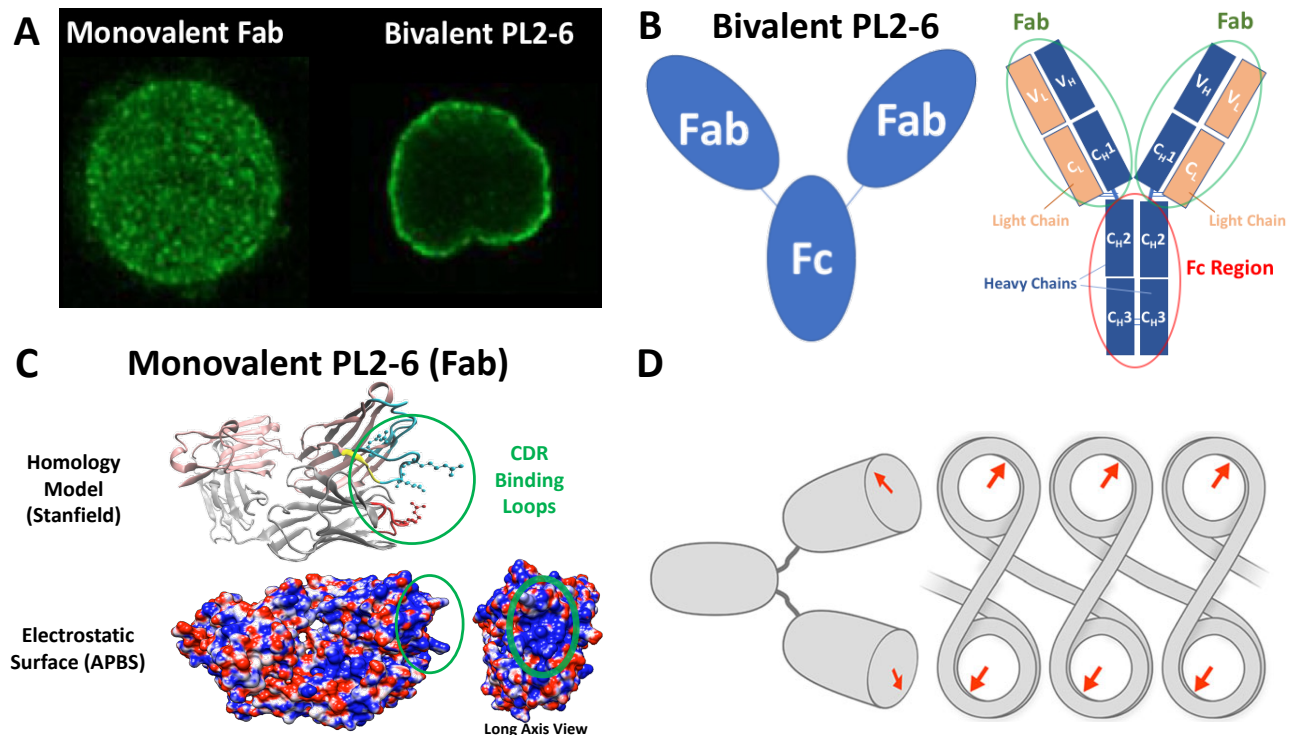 A
Monovalent Fab
Bivalent PL2-6
B
Bivalent PL2-6
Fab
Fab
Fc
Fab
Fab
VL
VH
VH
VL
CH1
CH1
CL
CL
Light Chain
Light Chain
CH2
CH2
Fc Region
Heavy Chains
CH3
CH3
C
Monovalent PL2-6 (Fab)
Homology
Model
(Stanfield)
CDR
Binding
Loops
Electrostatic
Surface (APBS)
Long Axis View
D